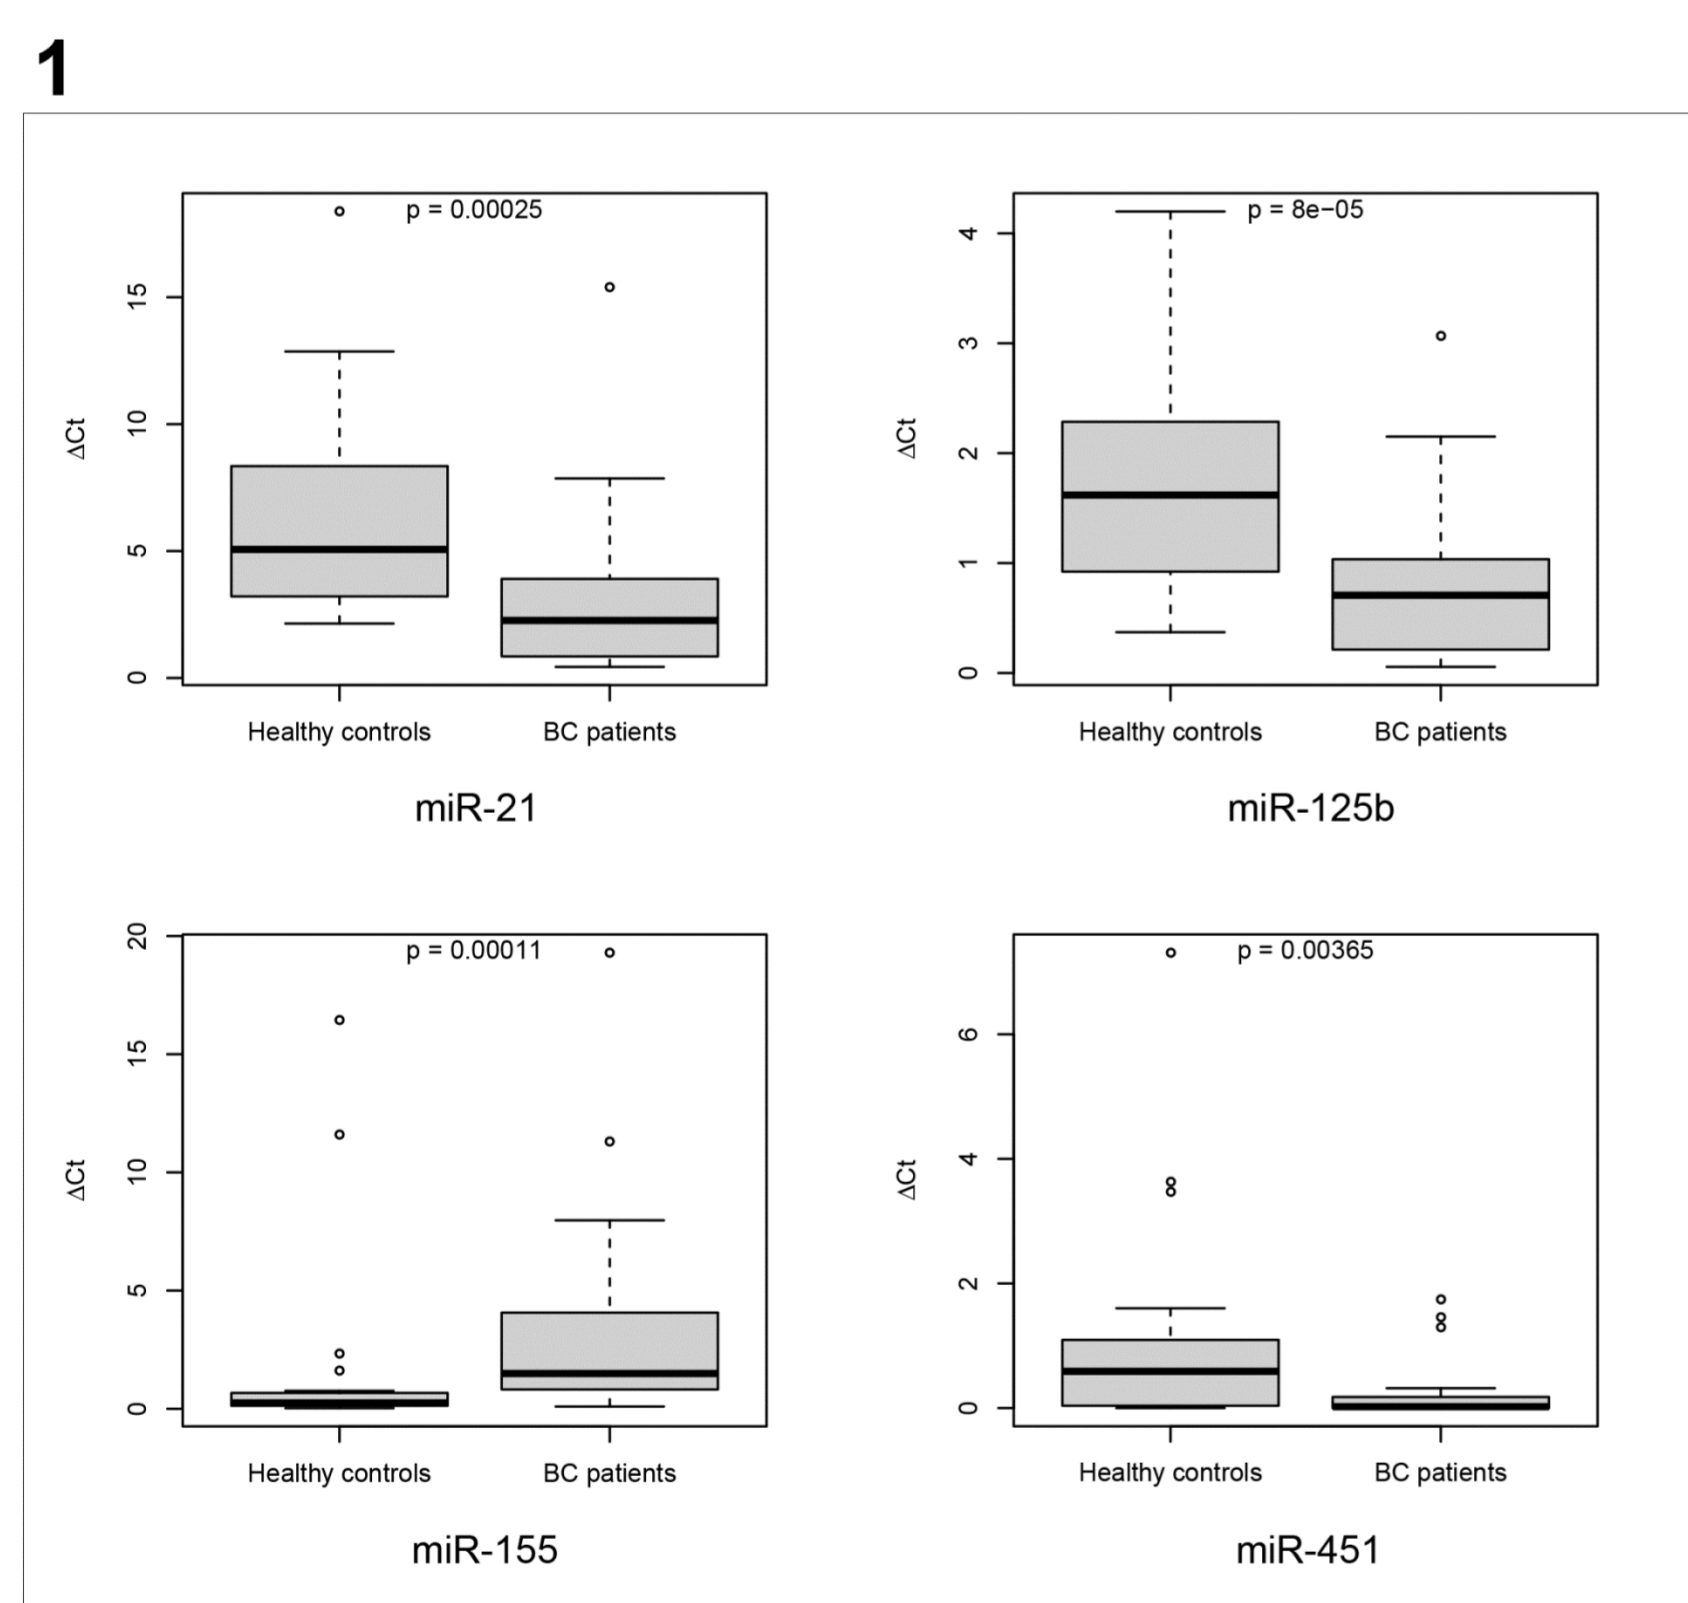 1
p = 0.00025
15
10
5
0
ΔCt
Healthy controls
BC patients
miR-21
p = 8e−05
4
3
2
1
0
ΔCt
Healthy controls
BC patients
miR-125b
p = 0.00011
20
15
10
5
0
ΔCt
Healthy controls
BC patients
miR-155
p = 0.00365
6
4
2
0
ΔCt
Healthy controls
BC patients
miR-451